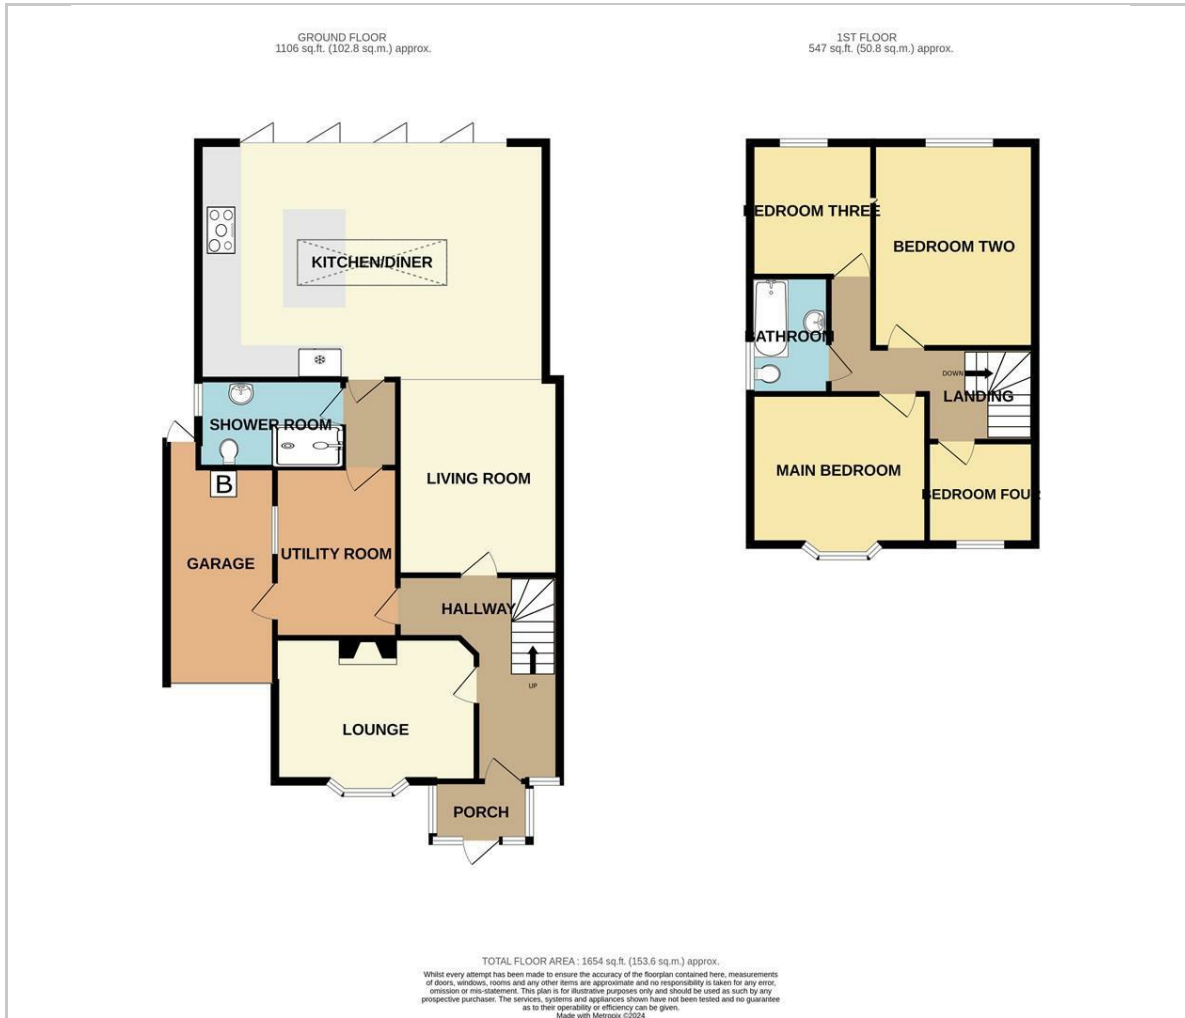 GROUND FLOOR
1106 sq.ft. (102.8 sq.m.) approx.
1ST FLOOR
547 sq.ft. (50.8 sq.m.) approx.
KITCHEN/DINER
SHOWER ROOM
B
LIVING ROOM
UTILITY ROOM
GARAGE
HALLWAY
UP
LOUNGE
PORCH
BEDROOM THREE
BEDROOM TWO
BATHROOM
DOWN
LANDING
MAIN BEDROOM
BEDROOM FOUR
TOTAL FLOOR AREA : 1654 sq.ft. (153.6 sq.m.) approx.
Whilst every attempt has been made to ensure the accuracy of the floorplan contained here, measurements
of doors, windows, rooms and any other items are approximate and no responsibility is taken for any error,
omission or mis-statement. This plan is for illustrative purposes only and should be used as such by any
prospective purchaser. The services, systems and appliances shown have not been tested and no guarantee
as to their operability or efficiency can be given.
Made with Metropix ©2024